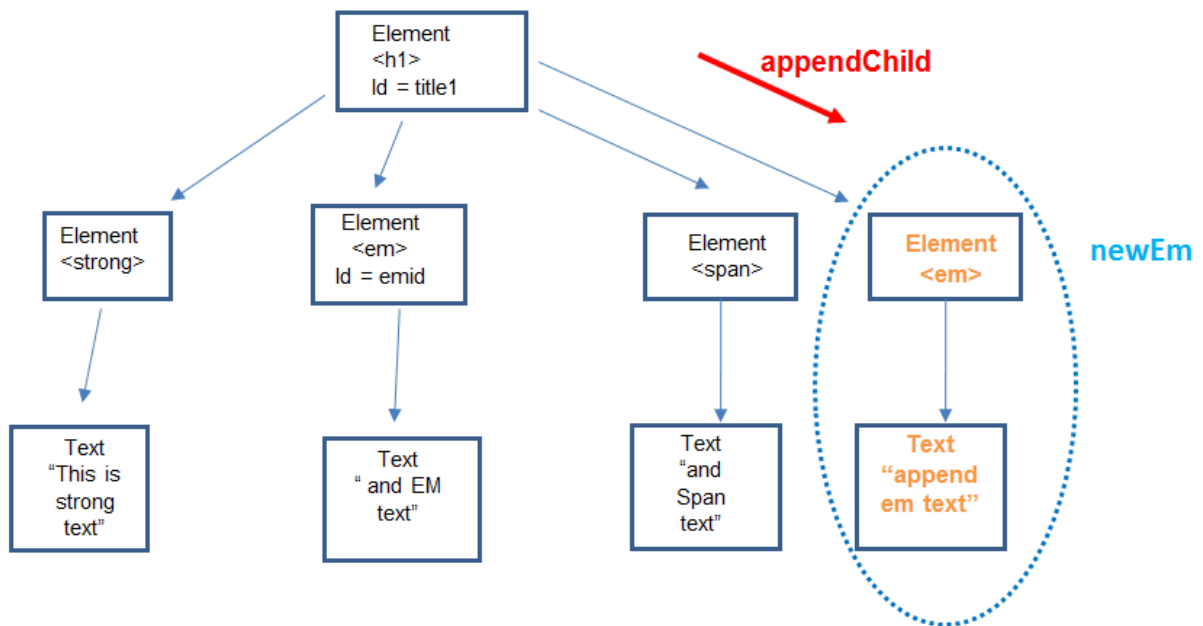 Element
<h1>
Id = title1
appendChild
Element
<strong>
Element
<em>
Id = emid
Element
<span>
Element
<em>
newEm
Text
“This is
strong
text”
Text
“ and EM
text”
Text
“and
Span
text”
Text
“append
em text”